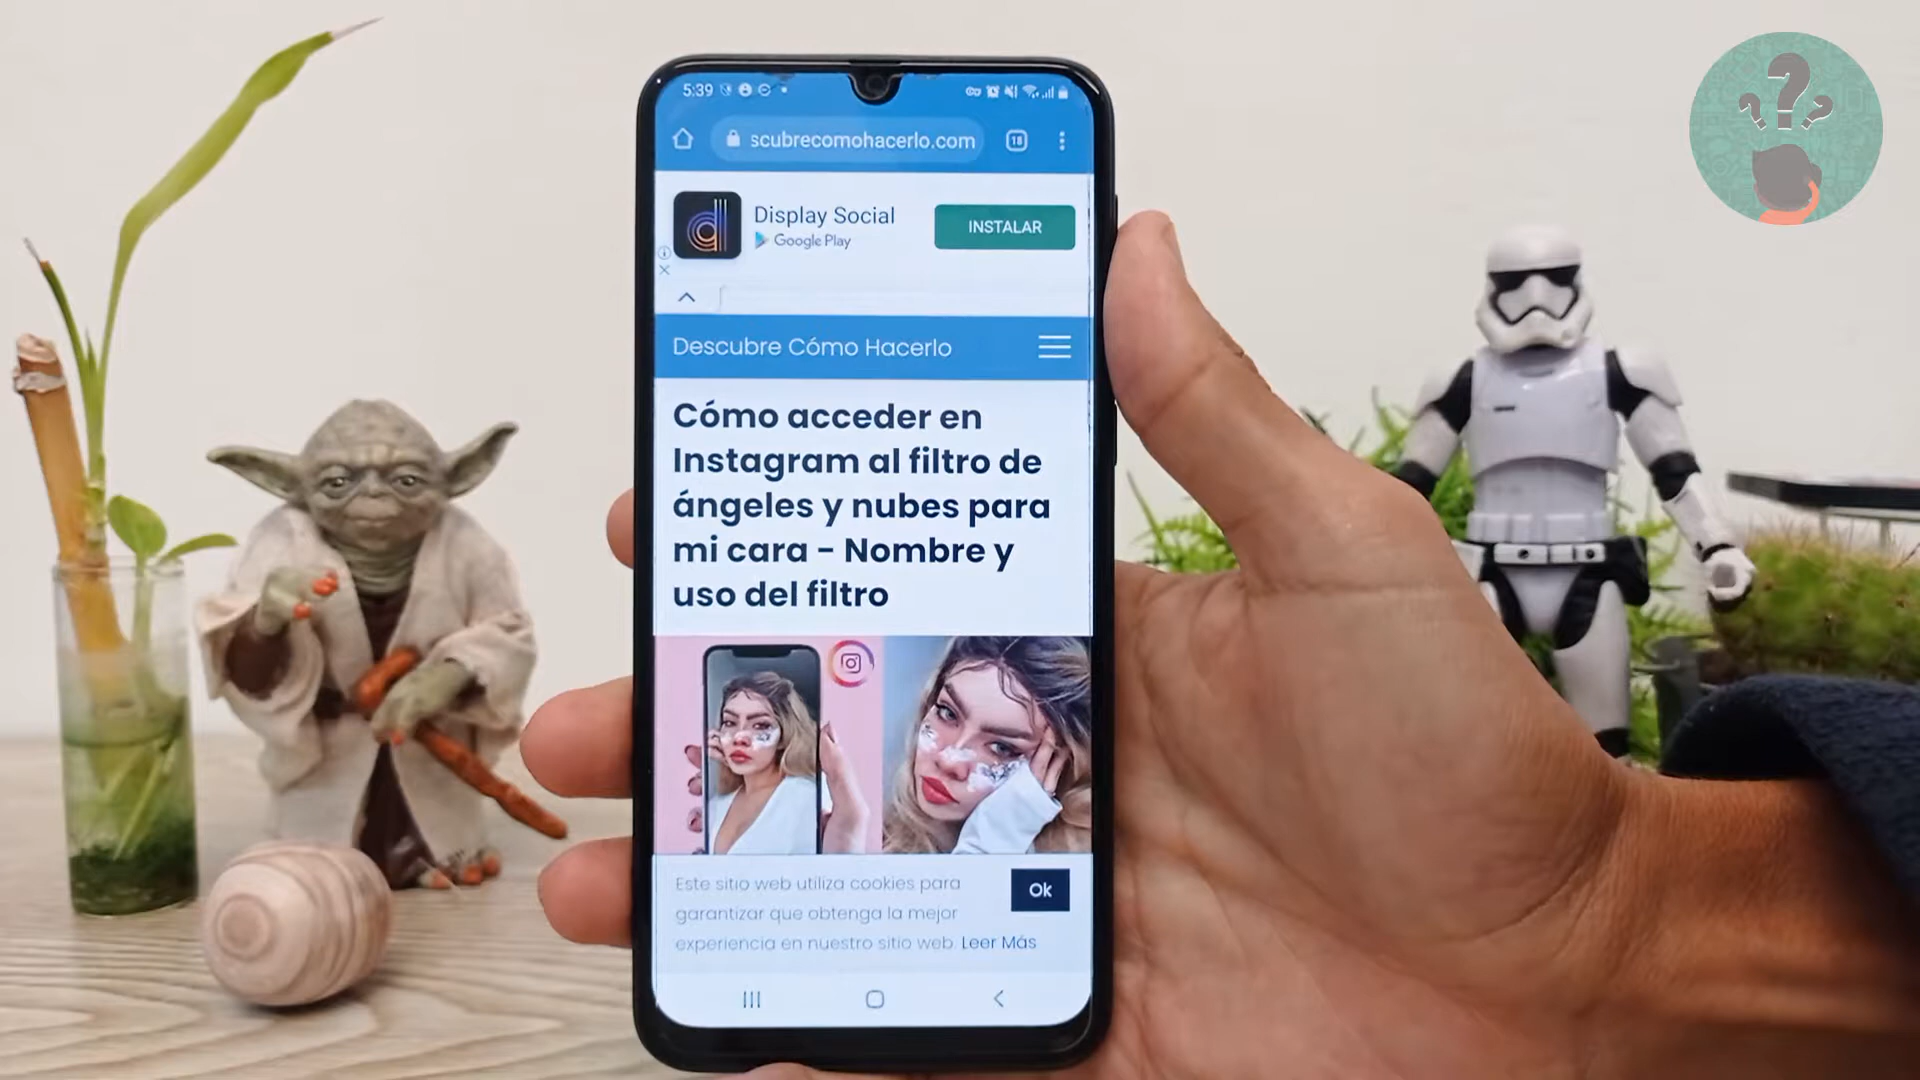 5:39
scubrecomohacerlo.com
18
Display Social
Google Play
INSTALAR
Descubre Cómo Hacerlo
Cómo acceder en
Instagram al filtro de
ángeles y nubes para
mi cara - Nombre y
uso del filtro
Este sitio web utiliza cookies para
garantizar que obtenga la mejor
experiencia en nuestro sitio web. Leer Más
Ok
???